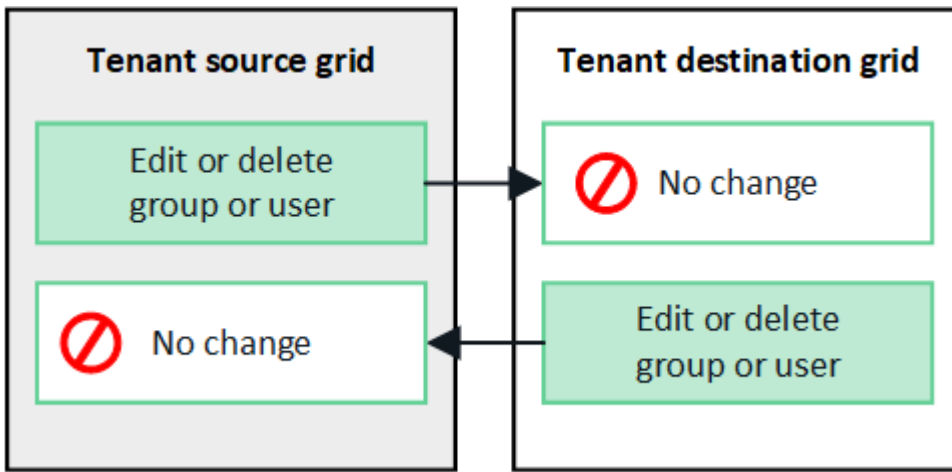 Tenant source grid
Edit or delete
group or user
No change
Tenant destination grid
No change
Edit or delete
group or user